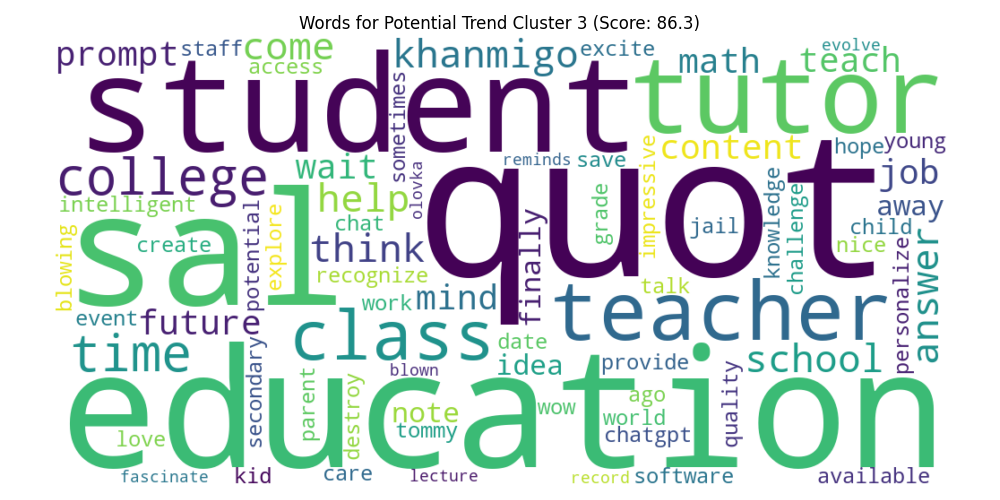 Words for Potential Trend Cluster 3 (Score: 86.3)
prompt
staff
come
access
khanmigo
excite
math
evolve
teach
student
tutor
sometimes
college
wait
olovka
reminds
save
impressive
content
hope
young
job
intelligent
help
quot
grade
jail
knowledge
challenge
child
away
sal
create
potential
explore
chat
think
recognize
finally
nice
blowing
talk
personalize
answer
event
future
work
mind
teacher
class
time
secondary
date
idea
provide
school
blown
education
parent
destroy
note
tommy
wow
ago
world
chatgpt
quality
love
fascinate
kid
care
lecture
record
software
available